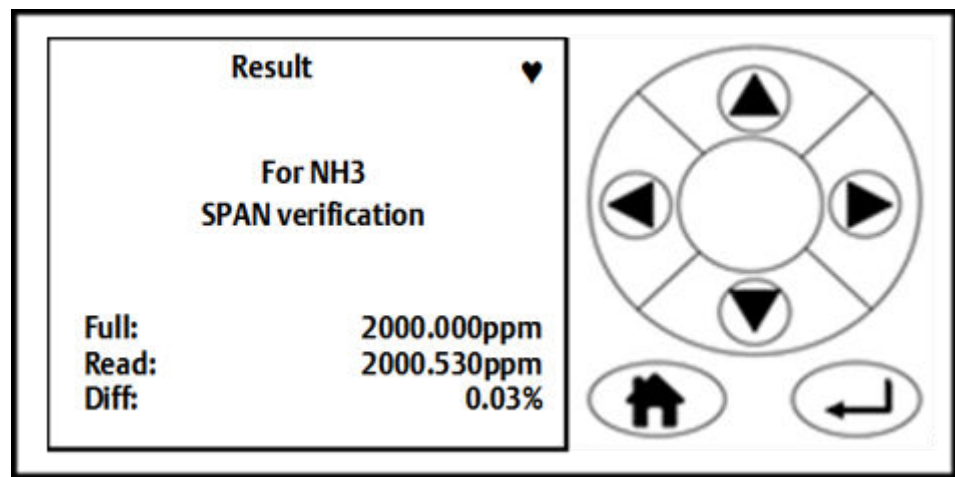 Result ♥
For NH3
SPAN verification
Full: 2000.000ppm
Read: 2000.530ppm
Diff: 0.03%